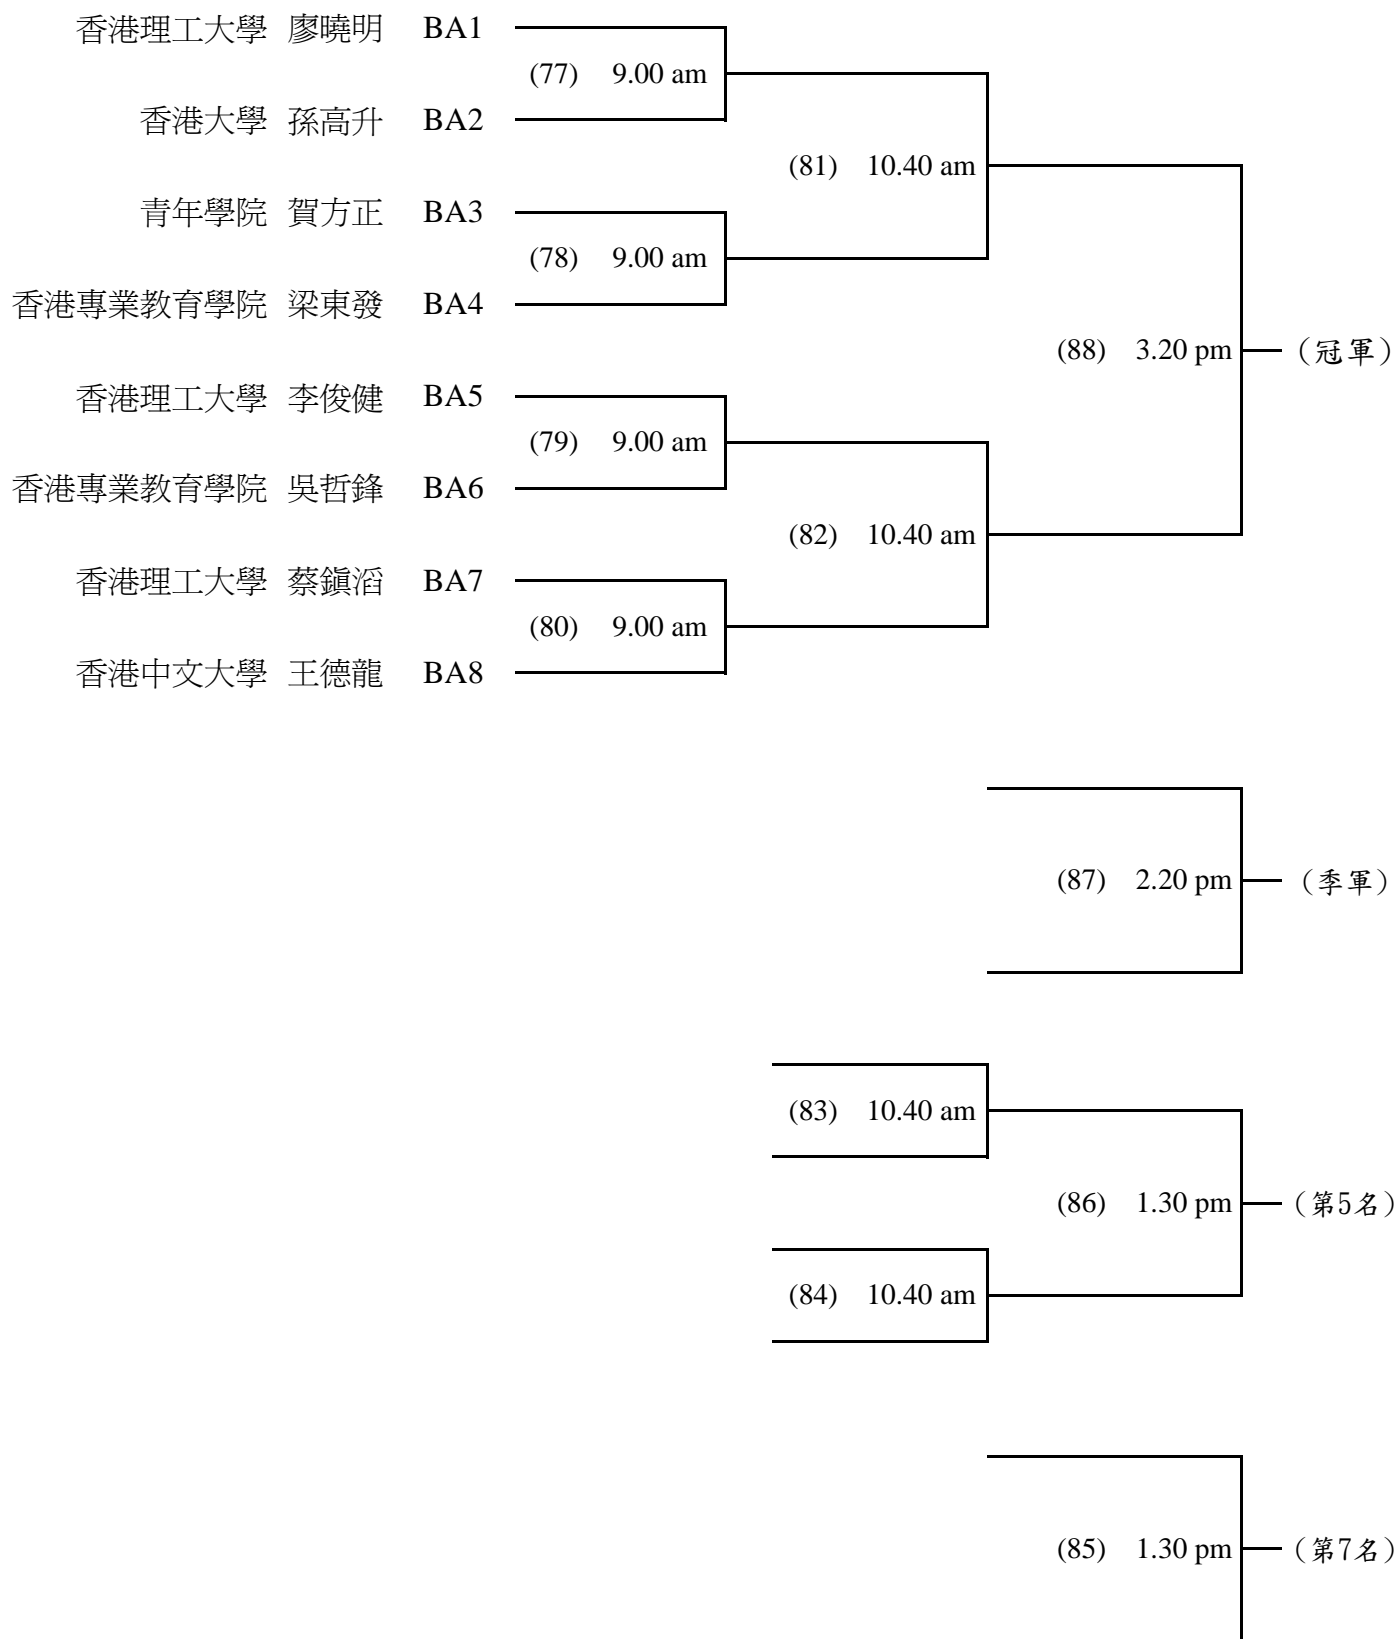 香港理工大學 廖曉明 BA1
(77) 9.00 am
香港大學 孫高升 BA2
(81) 10.40 am
青年學院 賀方正 BA3
(78) 9.00 am
香港專業教育學院 梁東發 BA4
(88) 3.20 pm (冠軍)
香港理工大學 李俊健 BA5
(79) 9.00 am
香港專業教育學院 吳哲鋒 BA6
(82) 10.40 am
香港理工大學 蔡鎭滔 BA7
(80) 9.00 am
香港中文大學 王德龍 BA8
(87) 2.20 pm (季軍)
(83) 10.40 am
(86) 1.30 pm (第5名)
(84) 10.40 am
(85) 1.30 pm (第7名)